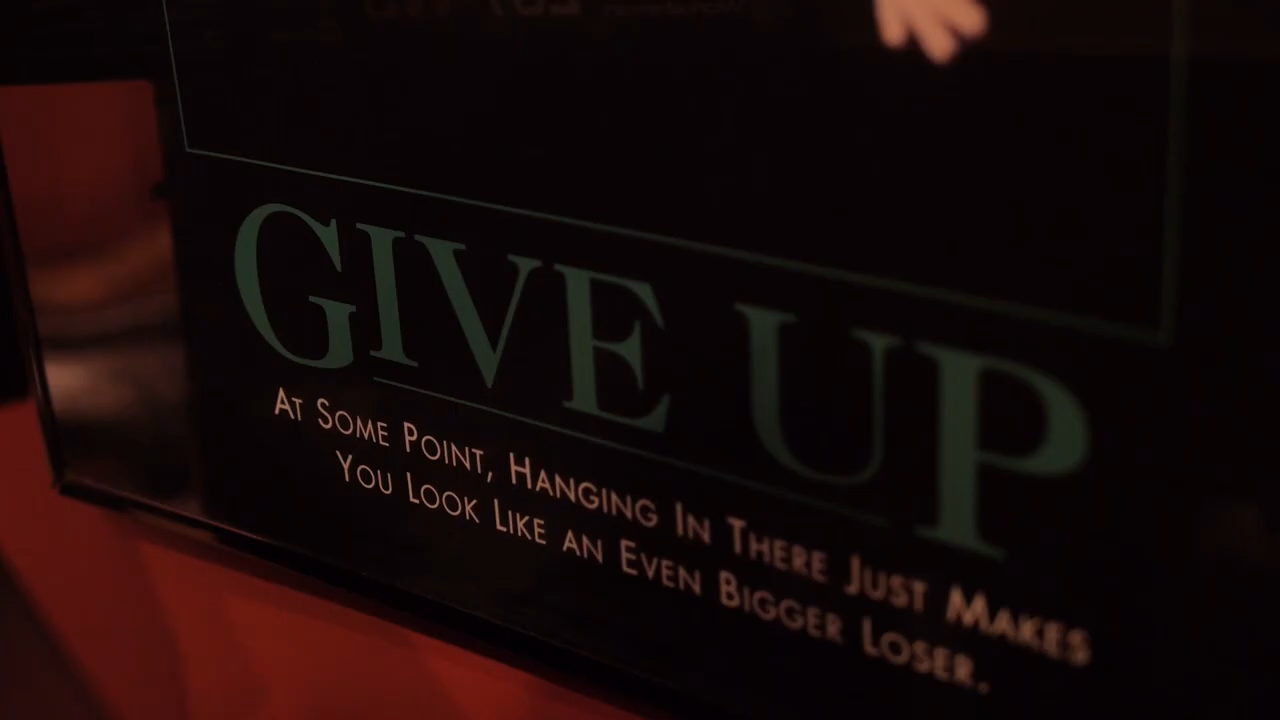 GIVE UP
AT SOME POINT, HANGING IN THERE JUST MAKES
YOU LOOK LIKE AN EVEN BIGGER LOSER.